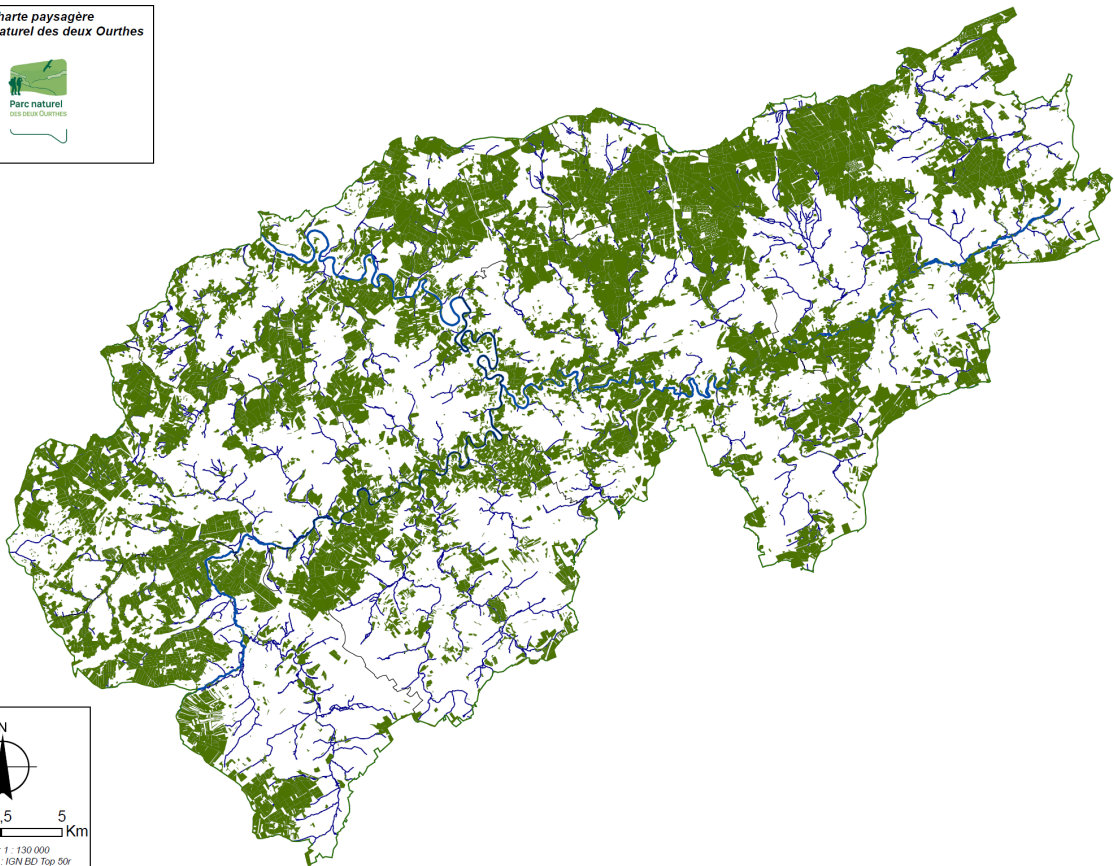 harte paysagère
aturel des deux Ourthes
Parc naturel
DES DEUX OURTHES
N
,5 5
Km
: 1 : 130 000
: IGN BD Top 50r